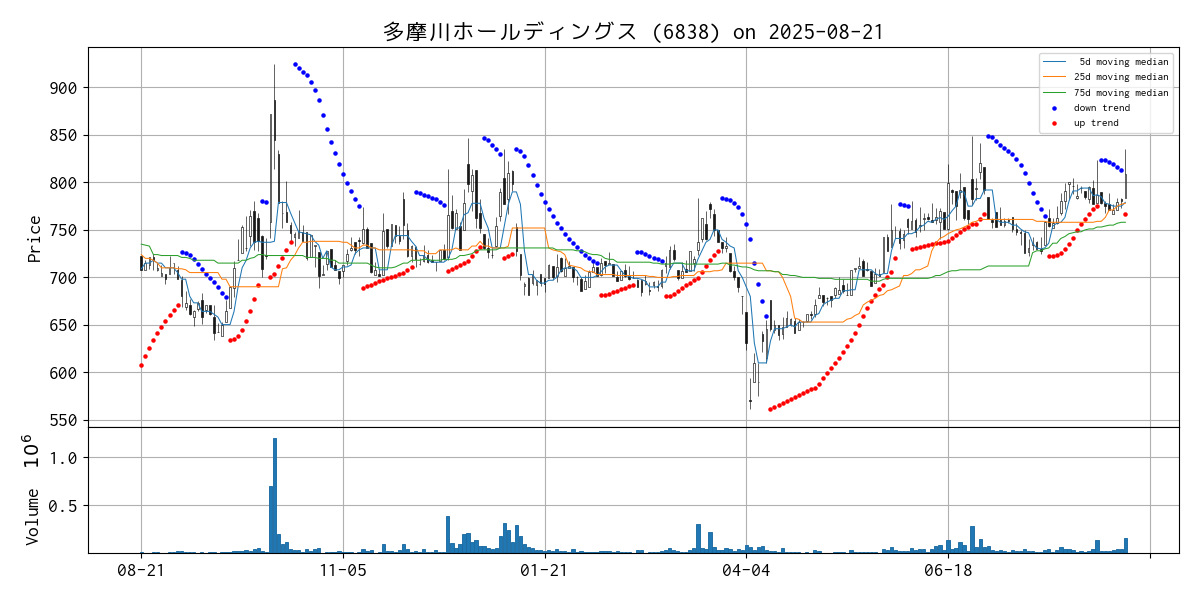 多摩川ホールディングス (6838) on 2025-08-21
5d moving median
25d moving median
75d moving median
down trend
up trend
Price
900
850
800
750
700
650
600
550
Volume 10⁶
1.0
0.5
08-21
11-05
01-21
04-04
06-18